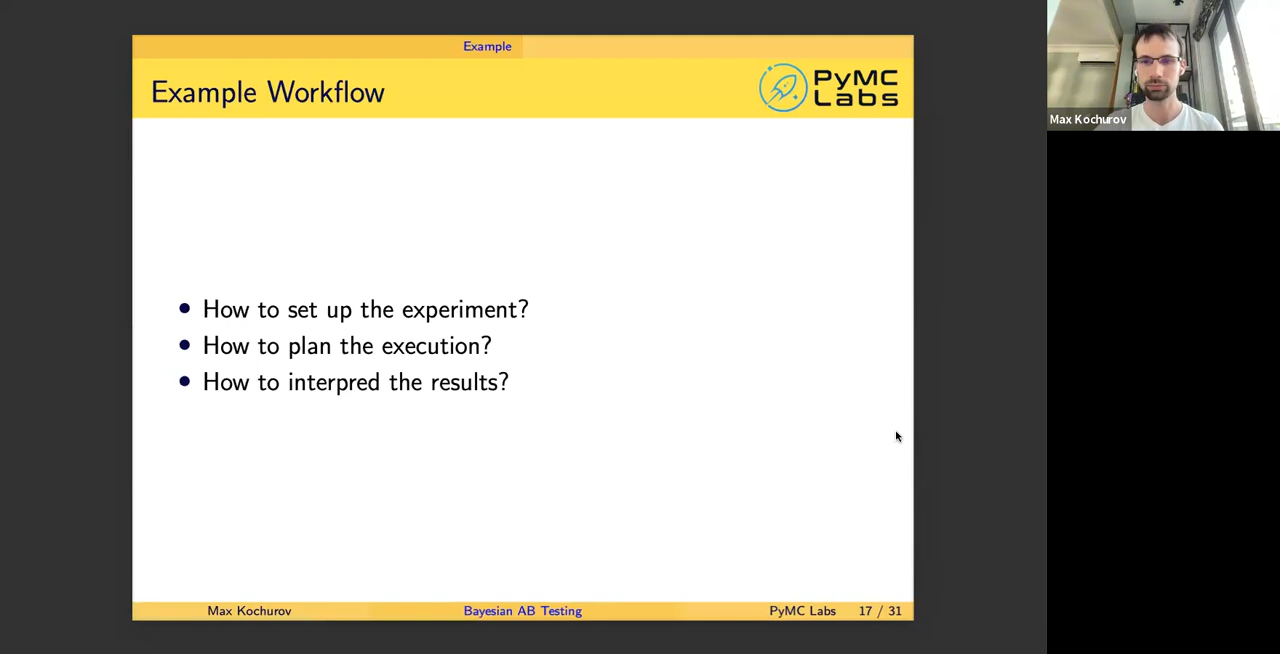 Example
Example Workflow
PyMC
Labs
• How to set up the experiment?
• How to plan the execution?
• How to interpred the results?
Max Kochurov
Bayesian AB Testing
PyMC Labs
17 / 31
Max Kochurov